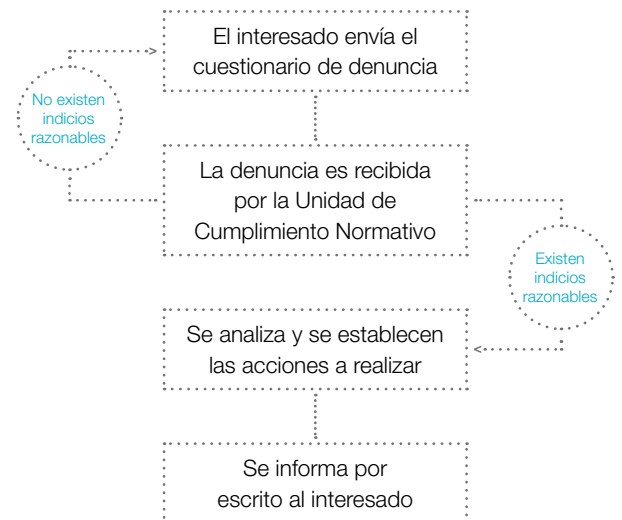 El interesado envía el
cuestionario de denuncia
No existen
indicios
razonables
La denuncia es recibida
por la Unidad de
Cumplimiento Normativo
Existen
indicios
razonables
Se analiza y se establecen
las acciones a realizar
Se informa por
escrito al interesado